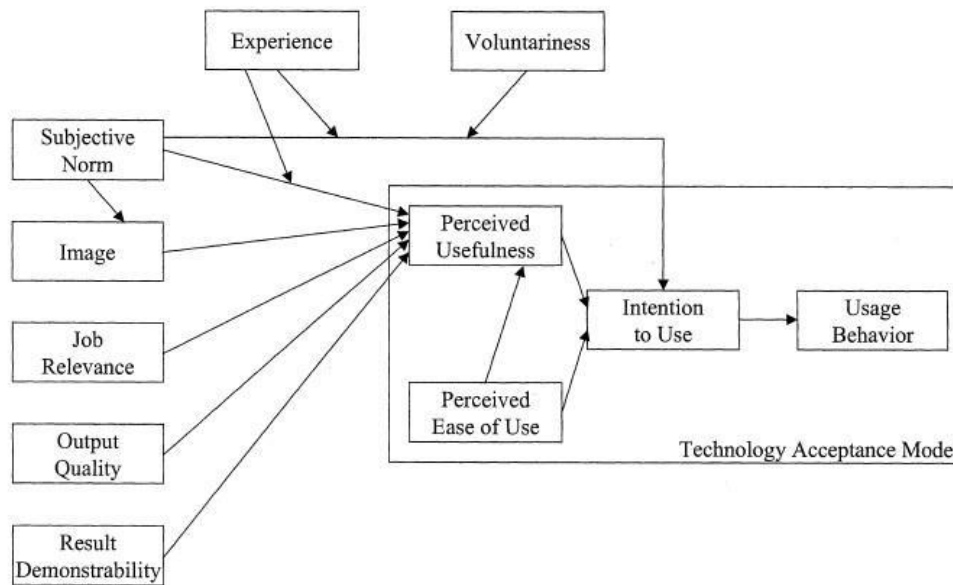 Experience
Voluntariness
Subjective
Norm
Image
Perceived
Usefulness
Intention
to Use
Usage
Behavior
Job
Relevance
Perceived
Ease of Use
Output
Quality
Technology Acceptance Mode
Result
Demonstrability